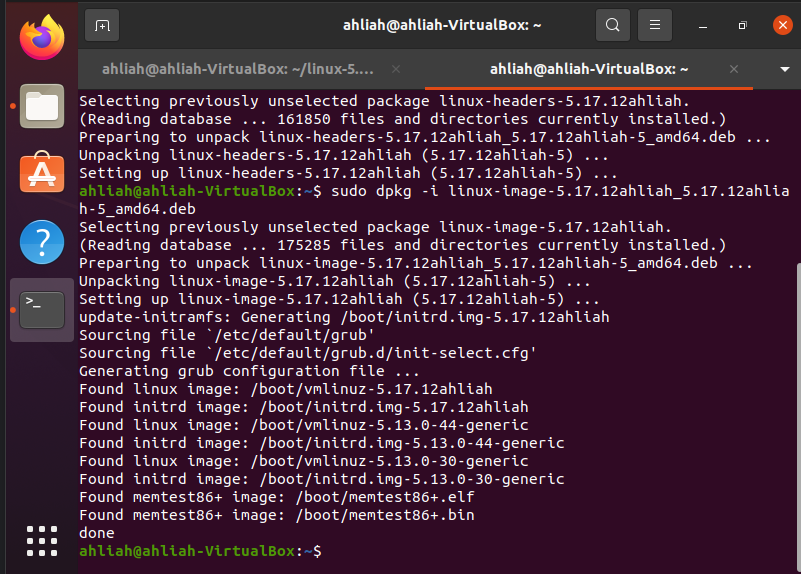 ahliah@ahliah-VirtualBox: ~
ahliah@ahliah-VirtualBox: ~/linux-5....
ahliah@ahliah-VirtualBox: ~
Selecting previously unselected package linux-headers-5.17.12ahliah.
(Reading database ... 161850 files and directories currently installed.)
Preparing to unpack linux-headers-5.17.12ahliah_5.17.12ahliah-5_amd64.deb ...
Unpacking linux-headers-5.17.12ahliah (5.17.12ahliah-5) ...
Setting up linux-headers-5.17.12ahliah (5.17.12ahliah-5) ...
ahliah@ahliah-VirtualBox:~$ sudo dpkg -i linux-image-5.17.12ahliah_5.17.12ahlia
h-5_amd64.deb
Selecting previously unselected package linux-image-5.17.12ahliah.
(Reading database ... 175285 files and directories currently installed.)
Preparing to unpack linux-image-5.17.12ahliah_5.17.12ahliah-5_amd64.deb ...
Unpacking linux-image-5.17.12ahliah (5.17.12ahliah-5) ...
Setting up linux-image-5.17.12ahliah (5.17.12ahliah-5) ...
update-initramfs: Generating /boot/initrd.img-5.17.12ahliah
Sourcing file `/etc/default/grub'
Sourcing file `/etc/default/grub.d/init-select.cfg'
Generating grub configuration file ...
Found linux image: /boot/vmlinuz-5.17.12ahliah
Found initrd image: /boot/initrd.img-5.17.12ahliah
Found linux image: /boot/vmlinuz-5.13.0-44-generic
Found initrd image: /boot/initrd.img-5.13.0-44-generic
Found linux image: /boot/vmlinuz-5.13.0-30-generic
Found initrd image: /boot/initrd.img-5.13.0-30-generic
Found memtest86+ image: /boot/memtest86+.elf
Found memtest86+ image: /boot/memtest86+.bin
done
ahliah@ahliah-VirtualBox:~$